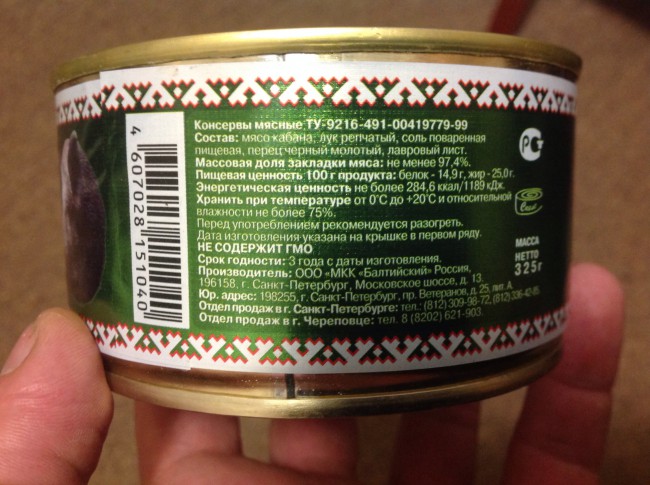 Консервы мясные ТУ-9216-491-00419779-99
Состав: мясо кабана, лук репчатый, соль поваренная
пищевая, перец черный молотый, лавровый лист.
Массовая доля закладки мяса: не менее 97,4%.
Пищевая ценность 100 г продукта: белок - 14,9 г, жир - 25,0 г.
Энергетическая ценность не более 284,6 ккал/1189 кДж.
Хранить при температуре от 0°С до +20°С и относительной
влажности не более 75%.
Перед употреблением рекомендуется разогреть.
Дата изготовления указана на крышке в первом ряду.
НЕ СОДЕРЖИТ ГМО
Срок годности: 3 года с даты изготовления.
Производитель: ООО «МКК «Балтийский» Россия,
196158, г. Санкт-Петербург, Московское шоссе, д. 13.
Юр. адрес: 198255, г. Санкт-Петербург, пр. Ветеранов, д. 25, лит. А.
Отдел продаж в г. Санкт-Петербурге: тел.: (812) 309-98-72, (812) 336-42-85.
Отдел продаж в г. Череповце: тел. 8 (8202) 621-903.
4 607028 151040
РСТ
МАССА
НЕТТО
325г